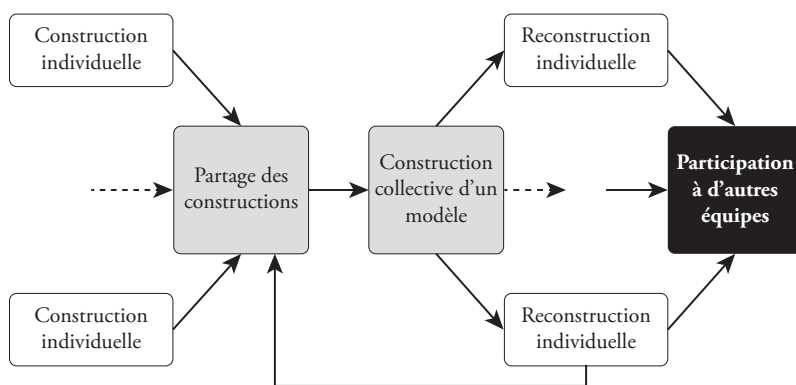 Construction
individuelle
Reconstruction
individuelle
Partage des
constructions
Construction
collective d’un
modèle
Participation
à d’autres
équipes
Construction
individuelle
Reconstruction
individuelle